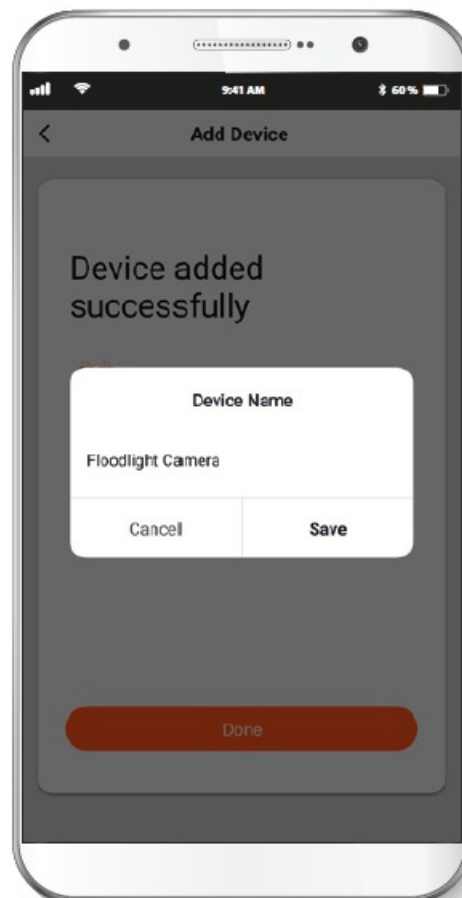 9:41 AM
60%
Add Device
Device added
successfully
Device Name
Floodlight Camera
Cancel
Save
Done